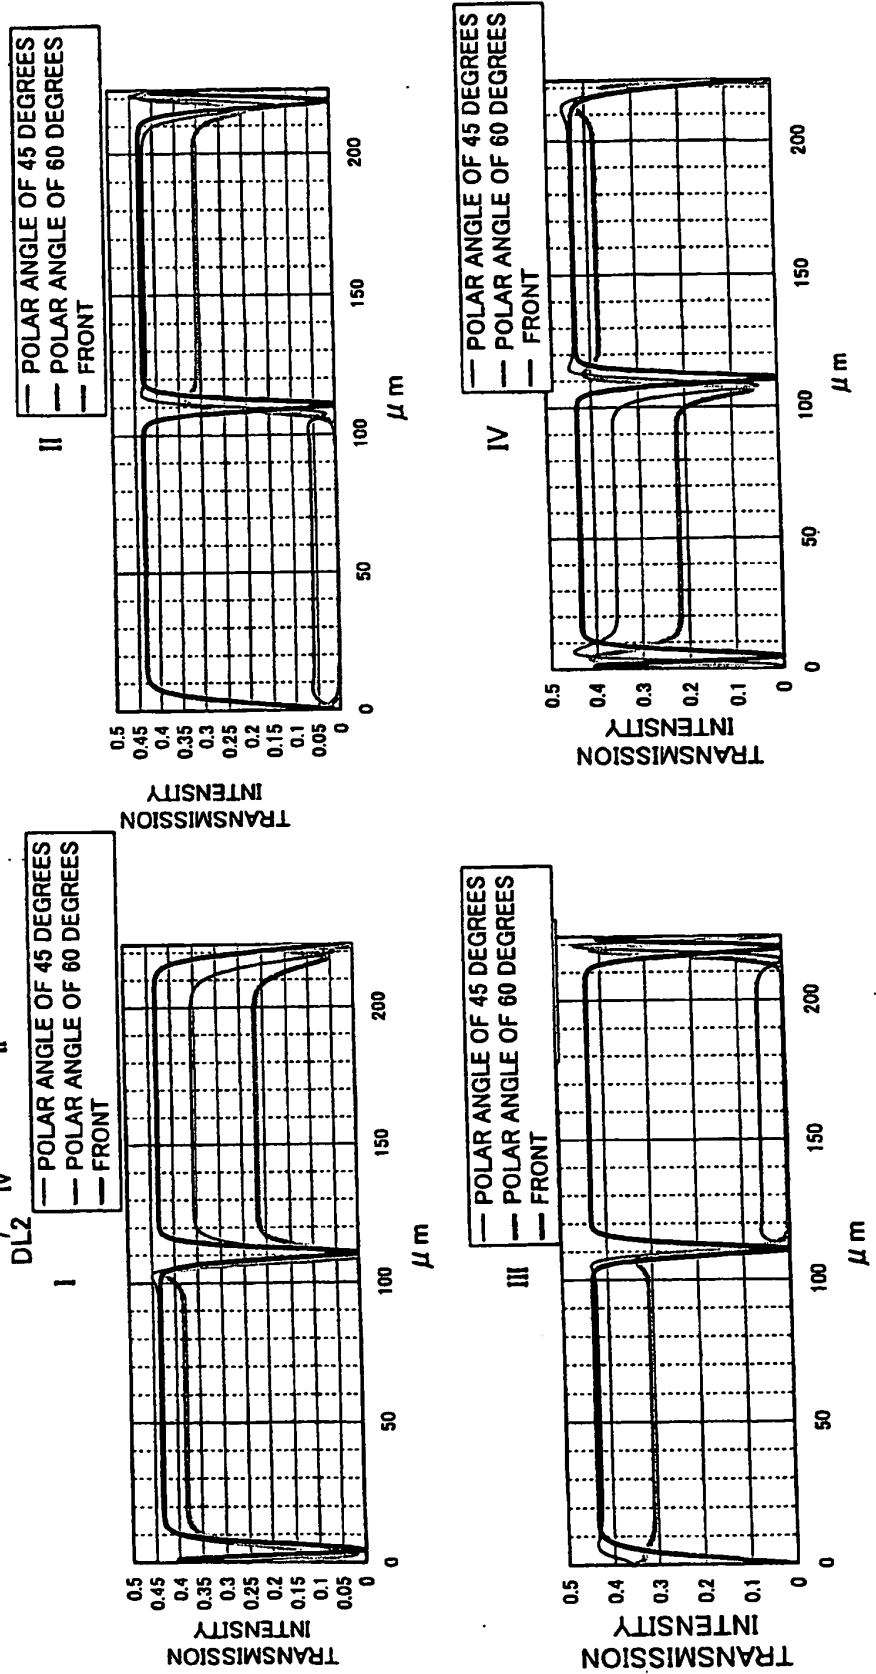 DL2
IV
II
I
POLAR ANGLE OF 45 DEGREES
POLAR ANGLE OF 60 DEGREES
FRONT
TRANSMISSION
INTENSITY
0.5
0.45
0.4
0.35
0.3
0.25
0.2
0.15
0.1
0.05
0
0
50
100
150
200
μm
II
POLAR ANGLE OF 45 DEGREES
POLAR ANGLE OF 60 DEGREES
FRONT
TRANSMISSION
INTENSITY
0.5
0.45
0.4
0.35
0.3
0.25
0.2
0.15
0.1
0.05
0
0
50
100
150
200
μm
III
POLAR ANGLE OF 45 DEGREES
POLAR ANGLE OF 60 DEGREES
FRONT
TRANSMISSION
INTENSITY
0.5
0.4
0.3
0.2
0.1
0
0
50
100
150
200
μm
IV
POLAR ANGLE OF 45 DEGREES
POLAR ANGLE OF 60 DEGREES
FRONT
TRANSMISSION
INTENSITY
0.5
0.4
0.3
0.2
0.1
0
0
50
100
150
200
μm